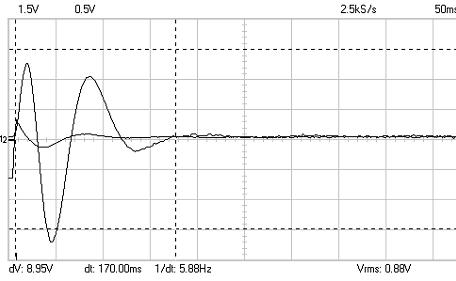 1.5V 0.5V 2.5kS/s 50ms
12
dV: 8.95V dt: 170.00ms 1/dt: 5.88Hz Vrms: 0.88V